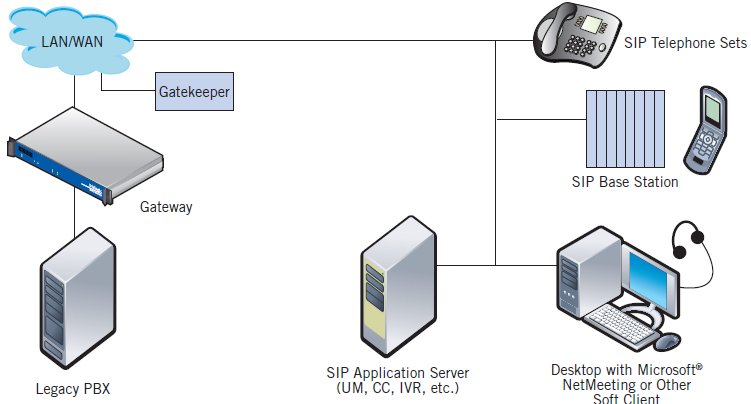 LAN/WAN
SIP Telephone Sets
Gatekeeper
SIP Base Station
Gateway
Legacy PBX
SIP Application Server
(UM, CC, IVR, etc.)
Desktop with Microsoft®
NetMeeting or Other
Soft Client